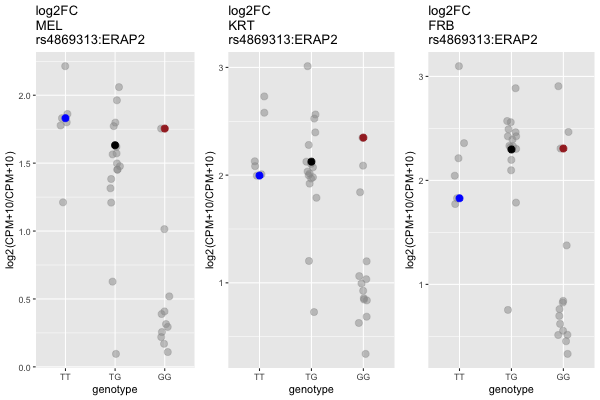 log2FC
MEL
rs4869313:ERAP2
log2(CPM+10/CPM+10)
2.0
1.5
1.0
0.5
0.0
TT TG GG
genotype
log2FC
KRT
rs4869313:ERAP2
log2(CPM+10/CPM+10)
3
2
1
TT TG GG
genotype
log2FC
FRB
rs4869313:ERAP2
log2(CPM+10/CPM+10)
3
2
1
TT TG GG
genotype